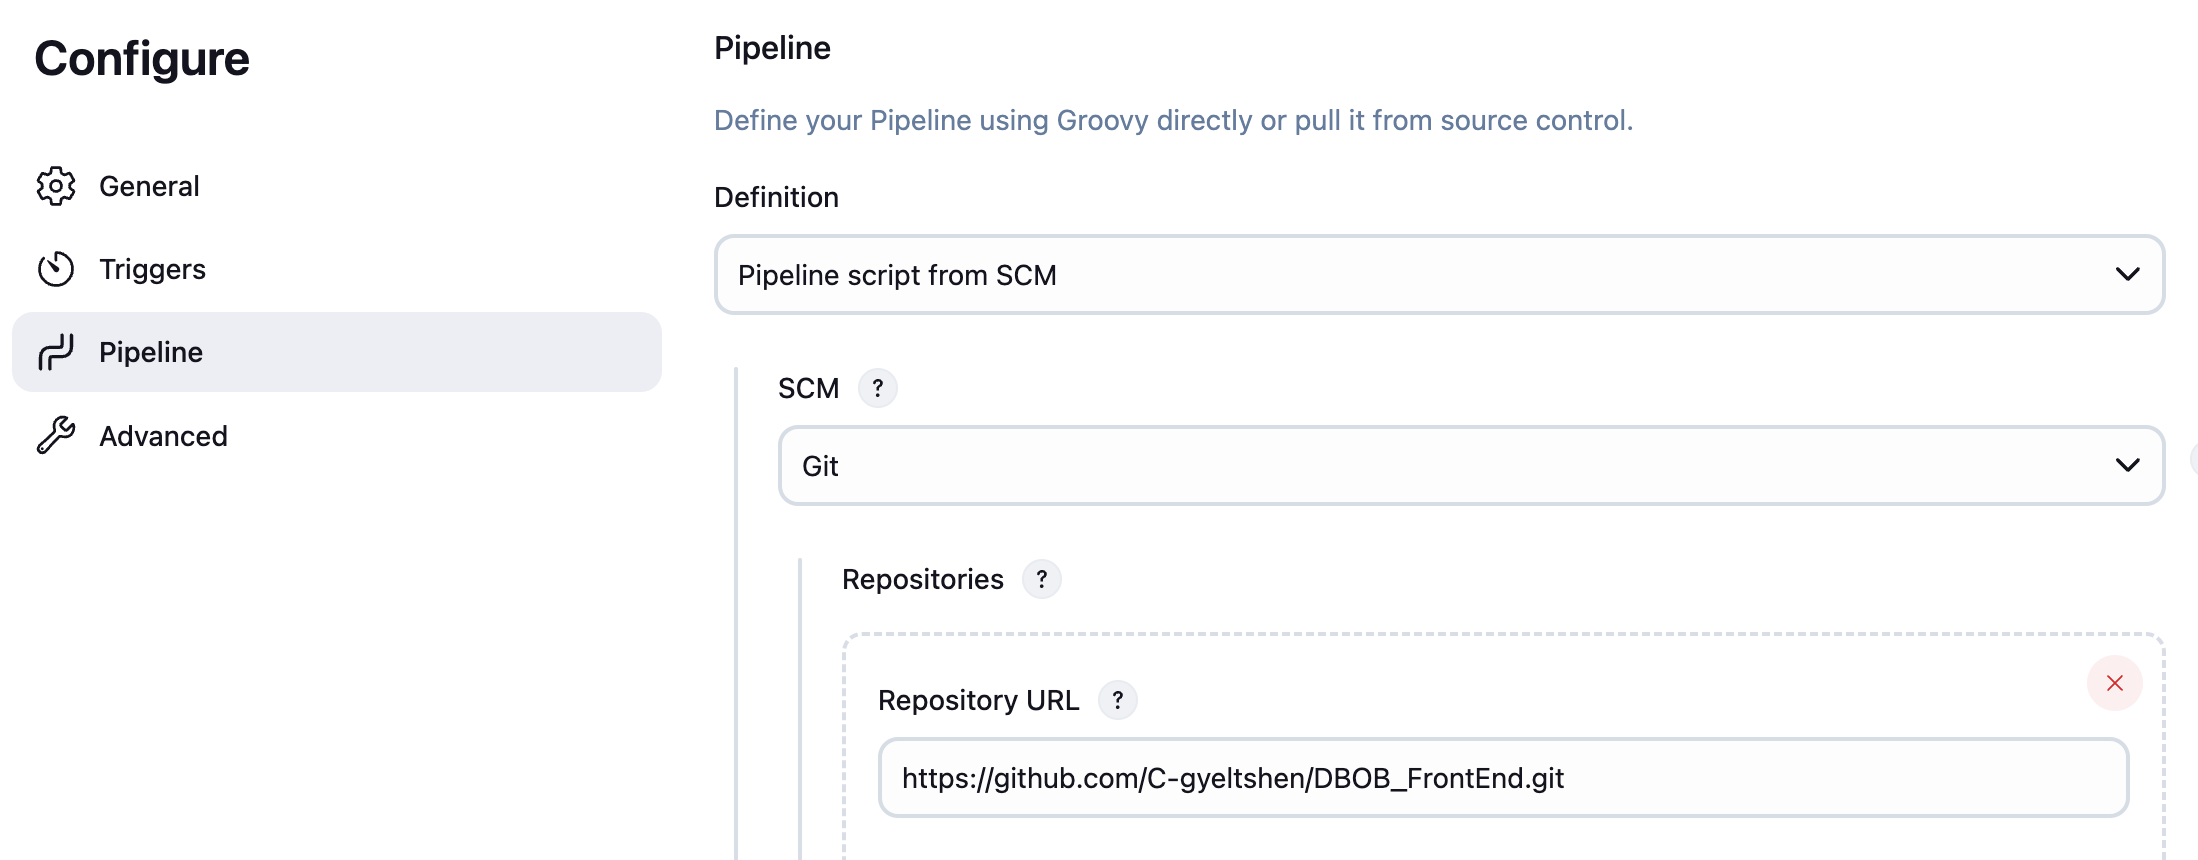 Configure
General
Triggers
Pipeline
Advanced
Pipeline
Define your Pipeline using Groovy directly or pull it from source control.
Definition
Pipeline script from SCM
SCM ?
Git
Repositories ?
Repository URL ?
https://github.com/C-gyeltshen/DBOB_FrontEnd.git